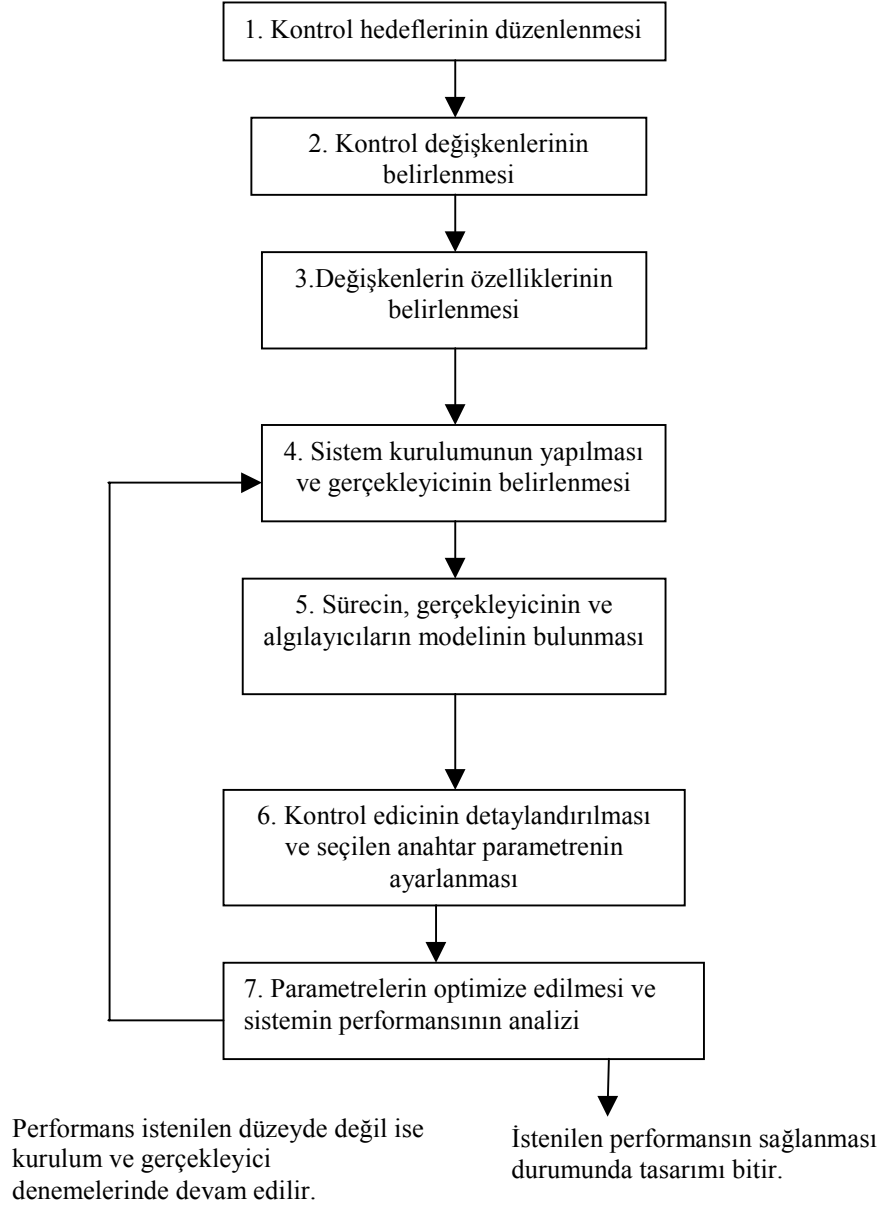 1. Kontrol hedeflerinin düzenlenmesi
2. Kontrol değişkenlerinin
belirlenmesi
3.Değişkenlerin özelliklerinin
belirlenmesi
4. Sistem kurulumunun yapılması
ve gerçekleyicinin belirlenmesi
5. Sürecin, gerçekleyicinin ve
algılayıcıların modelinin bulunması
6. Kontrol edicinin detaylandırılması
ve seçilen anahtar parametrenin
ayarlanması
7. Parametrelerin optimize edilmesi ve
sistemin performansının analizi
Performans istenilen düzeyde değil ise
kurulum ve gerçekleyici
denemelerinde devam edilir.
İstenilen performansın sağlanması
durumunda tasarımı bitir.